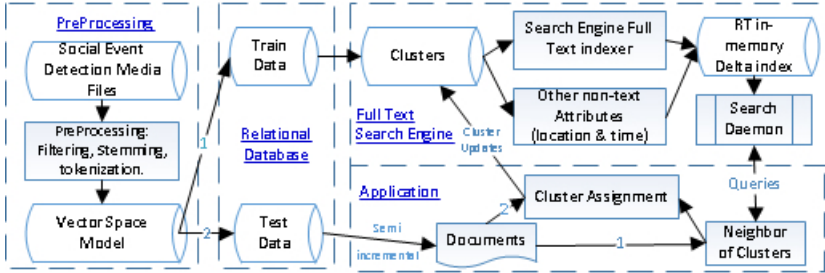 PreProcessing
Social Event
Detection Media
Files
PreProcessing:
Filtering, Stemming,
tokenization.
Vector Space
Model
1
2
Train
Data
Relational
Database
Test
Data
Clusters
Full Text
Search Engine
Search Engine Full
Text indexer
Other non-text
Attributes
(location & time)
RT in-
memory
Delta index
Search
Daemon
Cluster
Updates
Application
Cluster Assignment
Queries
Semi
incremental
Documents
2
1
Neighbor
of Clusters